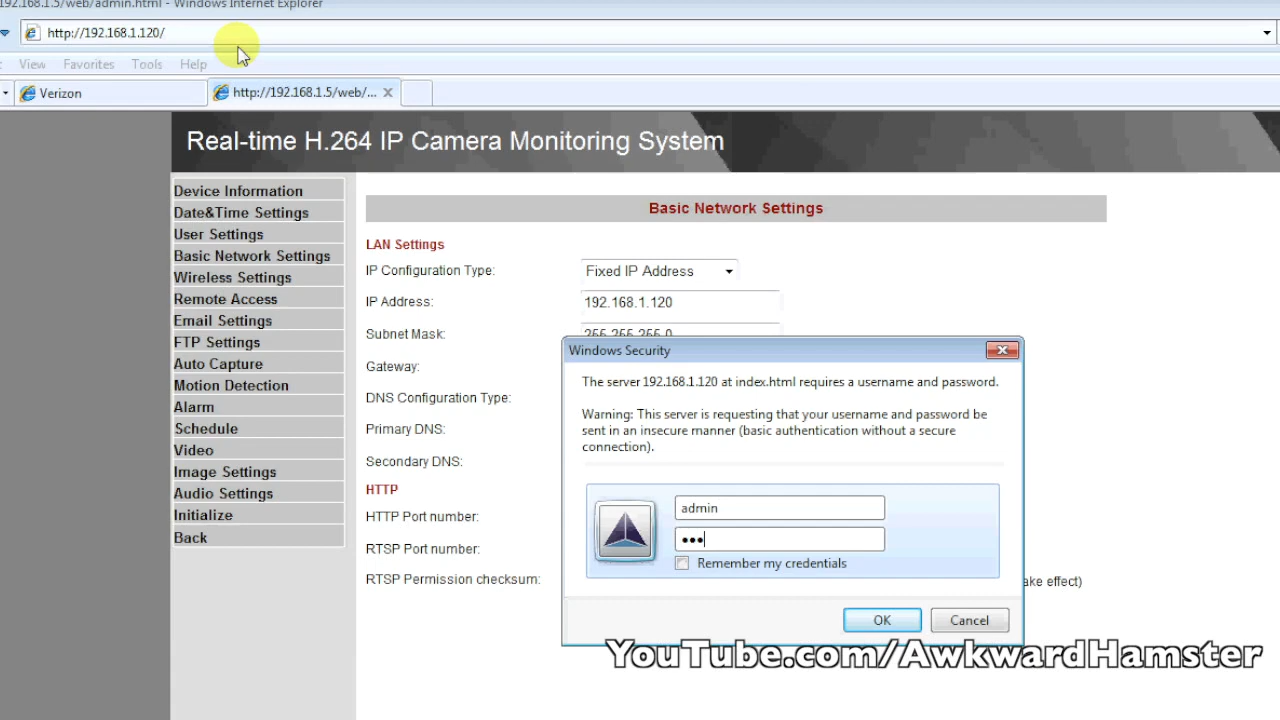 192.168.1.5/web/admin.html - Windows Internet Explorer
http://192.168.1.120/
View Favorites Tools Help
Verizon
http://192.168.1.5/web/...
Real-time H.264 IP Camera Monitoring System
Device Information
Date&Time Settings
User Settings
Basic Network Settings
Wireless Settings
Remote Access
Email Settings
FTP Settings
Auto Capture
Motion Detection
Alarm
Schedule
Video
Image Settings
Audio Settings
Initialize
Back
Basic Network Settings
LAN Settings
IP Configuration Type: Fixed IP Address
IP Address: 192.168.1.120
Subnet Mask: 255.255.255.0
Gateway:
DNS Configuration Type:
Primary DNS:
Secondary DNS:
HTTP
HTTP Port number:
RTSP Port number:
RTSP Permission checksum: ake effect)
Windows Security
The server 192.168.1.120 at index.html requires a username and password.
Warning: This server is requesting that your username and password be
sent in an insecure manner (basic authentication without a secure
connection).
admin
•••
Remember my credentials
OK Cancel
YouTube.com/AwkwardHamster